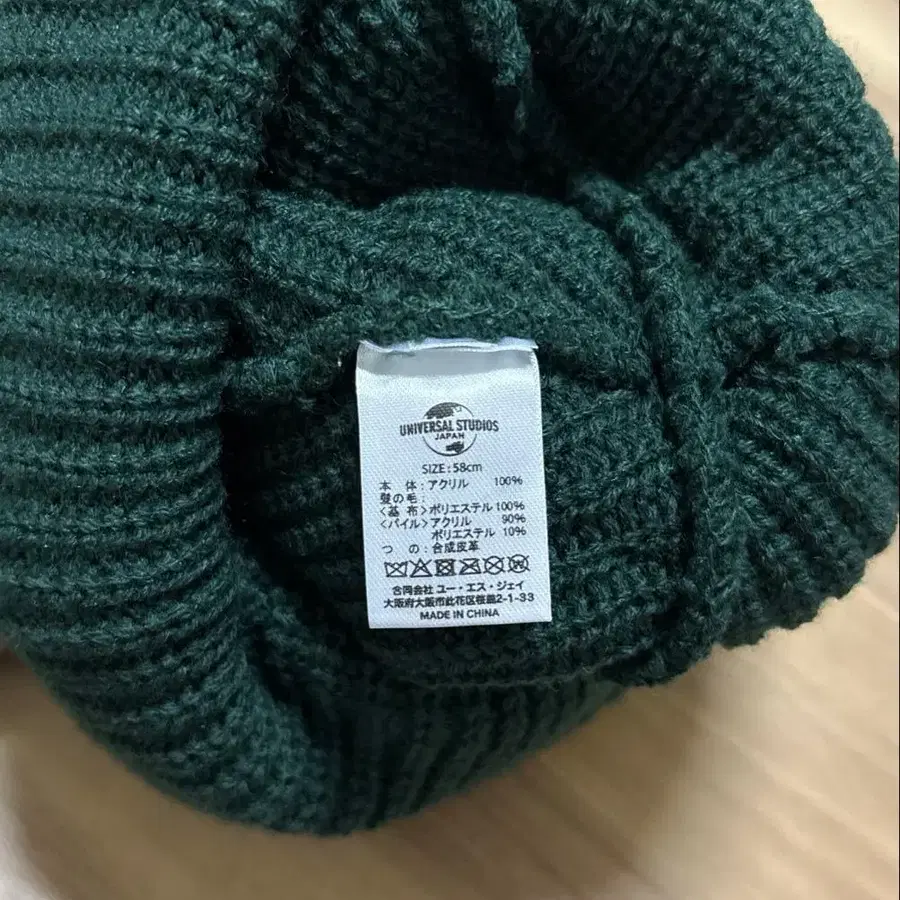 UNIVERSAL STUDIOS
JAPAN
SIZE : 58cm
本 体 : アクリル 100%
髪の毛 :
<基 布> ポリエステル 100%
<パイル> アクリル 90%
ポリエステル 10%
つ の : 合成皮革
合同会社 ユー・エス・ジェイ
大阪府大阪市此花区桜島2-1-33
MADE IN CHINA